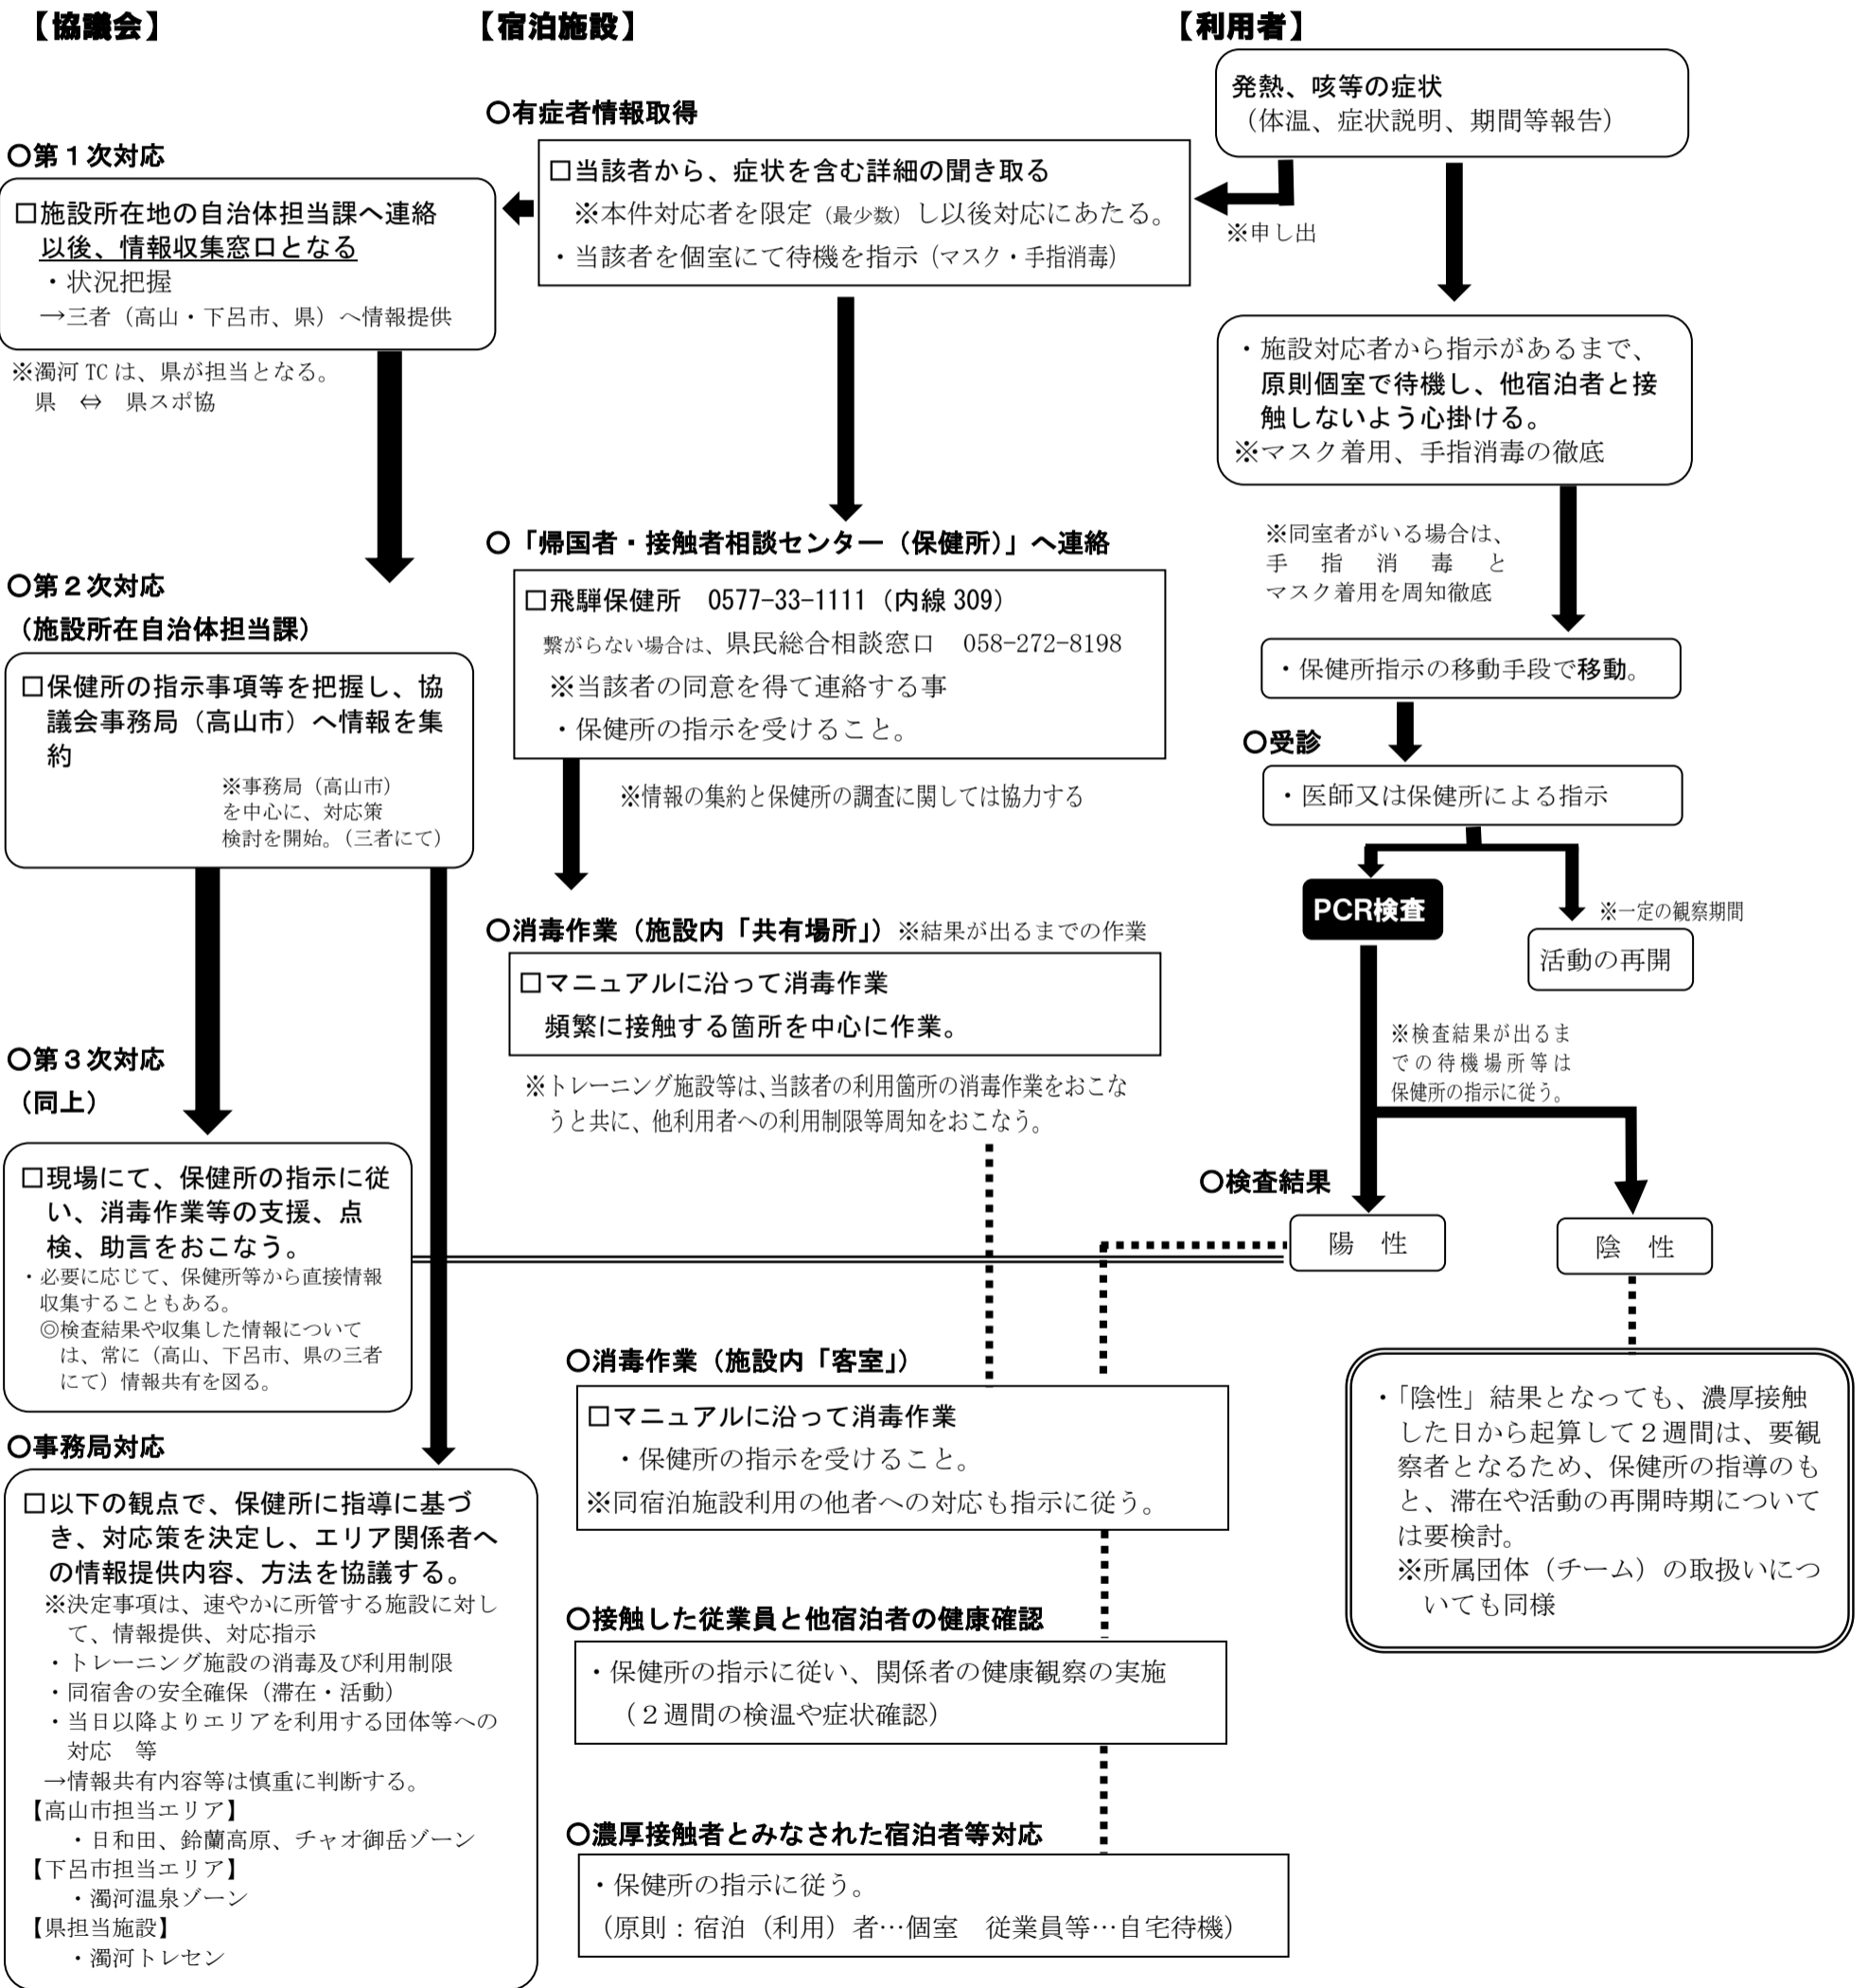 【協議会】
○第１次対応
□施設所在地の自治体担当課へ連絡
以後、情報収集窓口となる
・状況把握
→三者（高山・下呂市、県）へ情報提供
※濁河 TC は、県が担当となる。
県　⇔　県スポ協
○第２次対応
（施設所在自治体担当課）
□保健所の指示事項等を把握し、協
議会事務局（高山市）へ情報を集
約
※事務局（高山市）
を中心に、対応策
検討を開始。（三者にて）
○第３次対応
（同上）
□現場にて、保健所の指示に従
い、消毒作業等の支援、点
検、助言をおこなう。
・必要に応じて、保健所等から直接情報
収集することもある。
◎検査結果や収集した情報について
は、常に（高山、下呂市、県の三者
にて）情報共有を図る。
○事務局対応
□以下の観点で、保健所に指導に基づ
き、対応策を決定し、エリア関係者へ
の情報提供内容、方法を協議する。
※決定事項は、速やかに所管する施設に対し
て、情報提供、対応指示
・トレーニング施設の消毒及び利用制限
・同宿舎の安全確保（滞在・活動）
・当日以降よりエリアを利用する団体等への
対応　等
→情報共有内容等は慎重に判断する。
【高山市担当エリア】
・日和田、鈴蘭高原、チャオ御岳ゾーン
【下呂市担当エリア】
・濁河温泉ゾーン
【県担当施設】
・濁河トレセン
【宿泊施設】
○有症者情報取得
□当該者から、症状を含む詳細の聞き取る
※本件対応者を限定（最少数）し以後対応にあたる。
・当該者を個室にて待機を指示（マスク・手指消毒）
○「帰国者・接触者相談センター（保健所）」へ連絡
□飛騨保健所　0577-33-1111（内線 309）
繋がらない場合は、県民総合相談窓口　058-272-8198
※当該者の同意を得て連絡する事
・保健所の指示を受けること。
※情報の集約と保健所の調査に関しては協力する
○消毒作業（施設内「共有場所」）※結果が出るまでの作業
□マニュアルに沿って消毒作業
頻繁に接触する箇所を中心に作業。
※トレーニング施設等は、当該者の利用箇所の消毒作業をおこな
うと共に、他利用者への利用制限等周知をおこなう。
○消毒作業（施設内「客室」）
□マニュアルに沿って消毒作業
・保健所の指示を受けること。
※同宿泊施設利用の他者への対応も指示に従う。
○接触した従業員と他宿泊者の健康確認
・保健所の指示に従い、関係者の健康観察の実施
（２週間の検温や症状確認）
○濃厚接触者とみなされた宿泊者等対応
・保健所の指示に従う。
（原則：宿泊（利用）者…個室　従業員等…自宅待機）
【利用者】
発熱、咳等の症状
（体温、症状説明、期間等報告）
※申し出
・施設対応者から指示があるまで、
原則個室で待機し、他宿泊者と接
触しないよう心掛ける。
※マスク着用、手指消毒の徹底
※同室者がいる場合は、
手指消毒と
マスク着用を周知徹底
・保健所指示の移動手段で移動。
○受診
・医師又は保健所による指示
PCR検査
※一定の観察期間
活動の再開
※検査結果が出るま
での待機場所等は
保健所の指示に従う。
○検査結果
陽　性
陰　性
・「陰性」結果となっても、濃厚接触
した日から起算して２週間は、要観
察者となるため、保健所の指導のも
と、滞在や活動の再開時期について
は要検討。
※所属団体（チーム）の取扱いにつ
いても同様